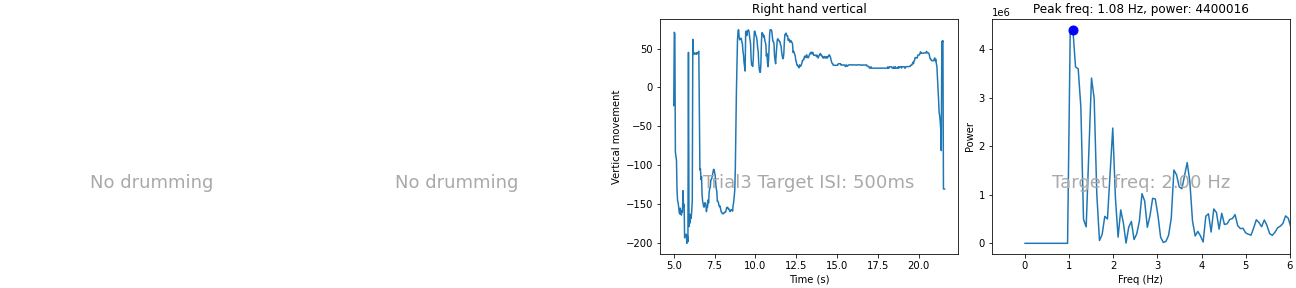 No drumming
No drumming
Right hand vertical
Vertical movement
50
0
−50
−100
−150
−200
5.0 7.5 10.0 12.5 15.0 17.5 20.0
Time (s)
Trial3 Target ISI: 500ms
Peak freq: 1.08 Hz, power: 4400016
1e6
Power
4
3
2
1
0
0 1 2 3 4 5 6
Freq (Hz)
Target freq: 2.00 Hz